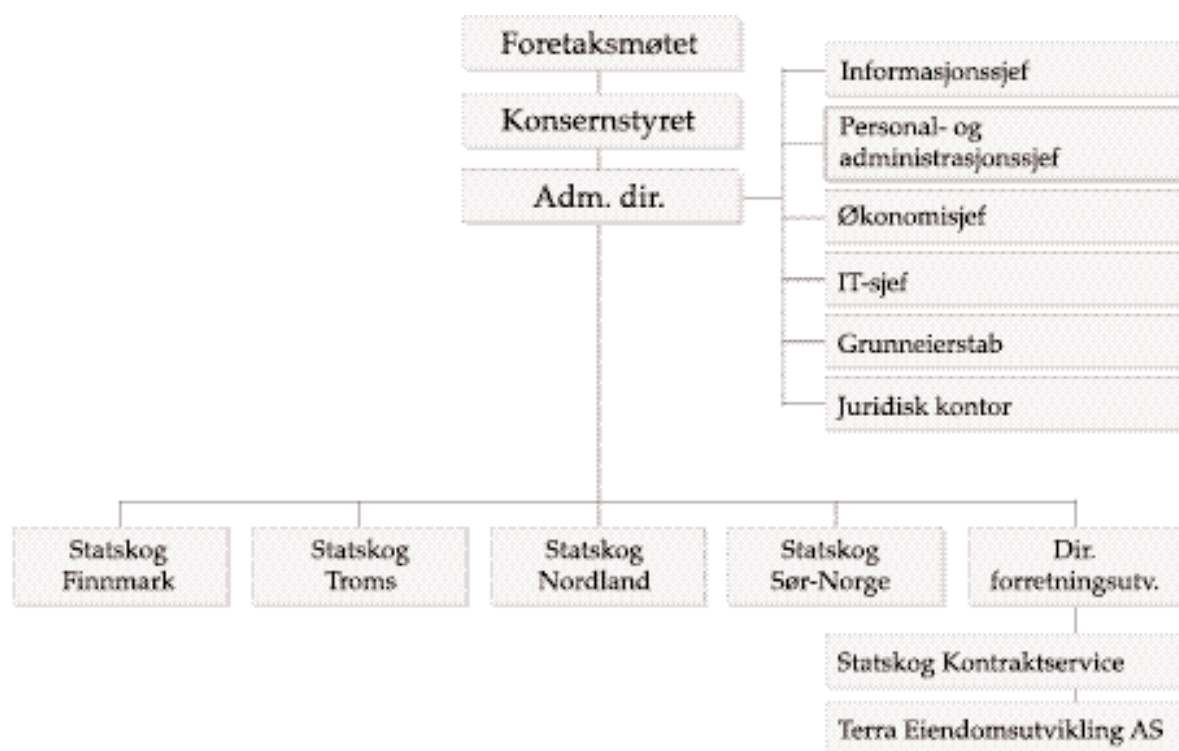 Foretaksmøtet
Konsernstyret
Adm. dir.
Informasjonssjef
Personal- og
administrasjonssjef
Økonomisjef
IT-sjef
Grunneierstab
Juridisk kontor
Statskog
Finnmark
Statskog
Troms
Statskog
Nordland
Statskog
Sør-Norge
Dir.
forretningsutv.
Statskog Kontraktservice
Terra Eiendomsutvikling AS